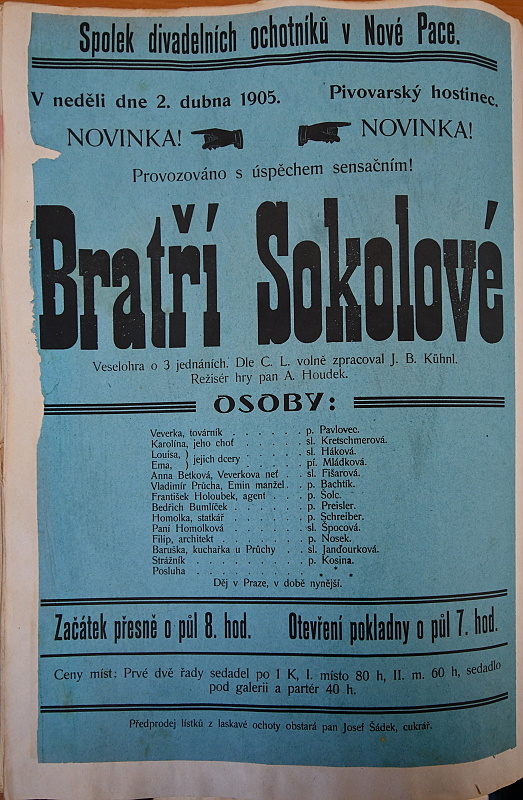 Spolek divadelních ochotníků v Nové Pace.
V neděli dne 2. dubna 1905. Pivovarský hostinec.
NOVINKA! NOVINKA!
Provozováno s úspěchem sensačním!
Bratří Sokolové
Veselohra o 3 jednáních. Dle C. L. volně zpracoval J. B. Kühnl.
Režisér hry pan A. Houdek.
OSOBY:
Veverka, továrník . . . . . . . p. Pavlovec.
Karolína, jeho choť . . . . . . sl. Kretschmerová.
Louisa, } jejich dcery . . . . . sl. Háková.
Ema, } jejich dcery . . . . . pí. Mládková.
Anna Betková, Veverkova neť . . sl. Fišarová.
Vladimír Průcha, Emin manžel . . p. Bachtík.
František Holoubek, agent . . . p. Šolc.
Bedřich Bumlíček . . . . . . p. Preisler.
Homolka, statkář . . . . . . p. Schreiber.
Paní Homolková . . . . . . sl. Špocová.
Filip, architekt . . . . . . . p. Nosek.
Baruška, kuchařka u Průchy . . sl. Janďourková.
Strážník . . . . . . . . . p. Kosina.
Posluha . . . . . . . . . * * *
Děj v Praze, v době nynější.
Začátek přesně o půl 8. hod. Otevření pokladny o půl 7. hod.
Ceny míst: Prvé dvě řady sedadel po 1 K, I. místo 80 h, II. m. 60 h, sedadlo
pod galerii a partér 40 h.
Předprodej lístků z laskavé ochoty obstará pan Josef Šádek, cukrář.